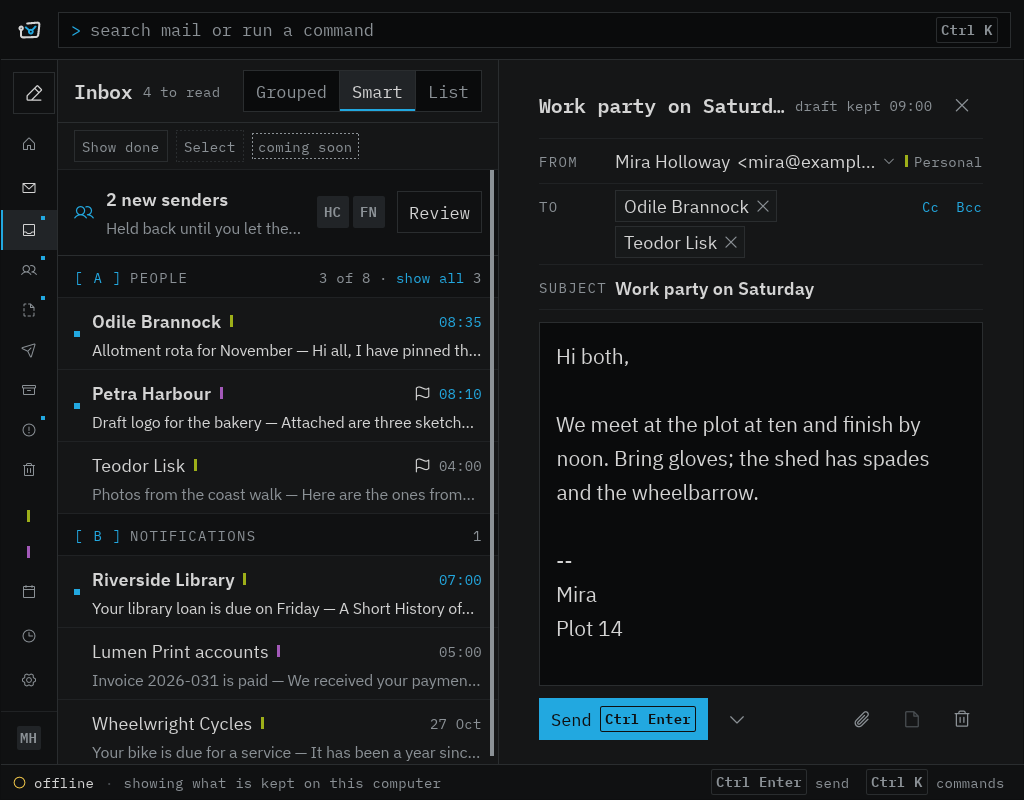 > search mail or run a command Ctrl K
Inbox 4 to read Grouped Smart List
Show done Select coming soon
2 new senders
Held back until you let the... HC FN Review
[ A ] PEOPLE 3 of 8 · show all 3
Odile Brannock 08:35
Allotment rota for November — Hi all, I have pinned th...
Petra Harbour 08:10
Draft logo for the bakery — Attached are three sketch...
Teodor Lisk 04:00
Photos from the coast walk — Here are the ones from...
[ B ] NOTIFICATIONS 1
Riverside Library 07:00
Your library loan is due on Friday — A Short History of...
Lumen Print accounts 05:00
Invoice 2026-031 is paid — We received your paymen...
Wheelwright Cycles 27 Oct
Your bike is due for a service — It has been a year sinc...
MH
Work party on Saturd... draft kept 09:00
FROM Mira Holloway <mira@exampl... Personal
TO Odile Brannock Cc Bcc
Teodor Lisk
SUBJECT Work party on Saturday
Hi both,
We meet at the plot at ten and finish by
noon. Bring gloves; the shed has spades
and the wheelbarrow.
--
Mira
Plot 14
Send Ctrl Enter
offline · showing what is kept on this computer Ctrl Enter send Ctrl K commands